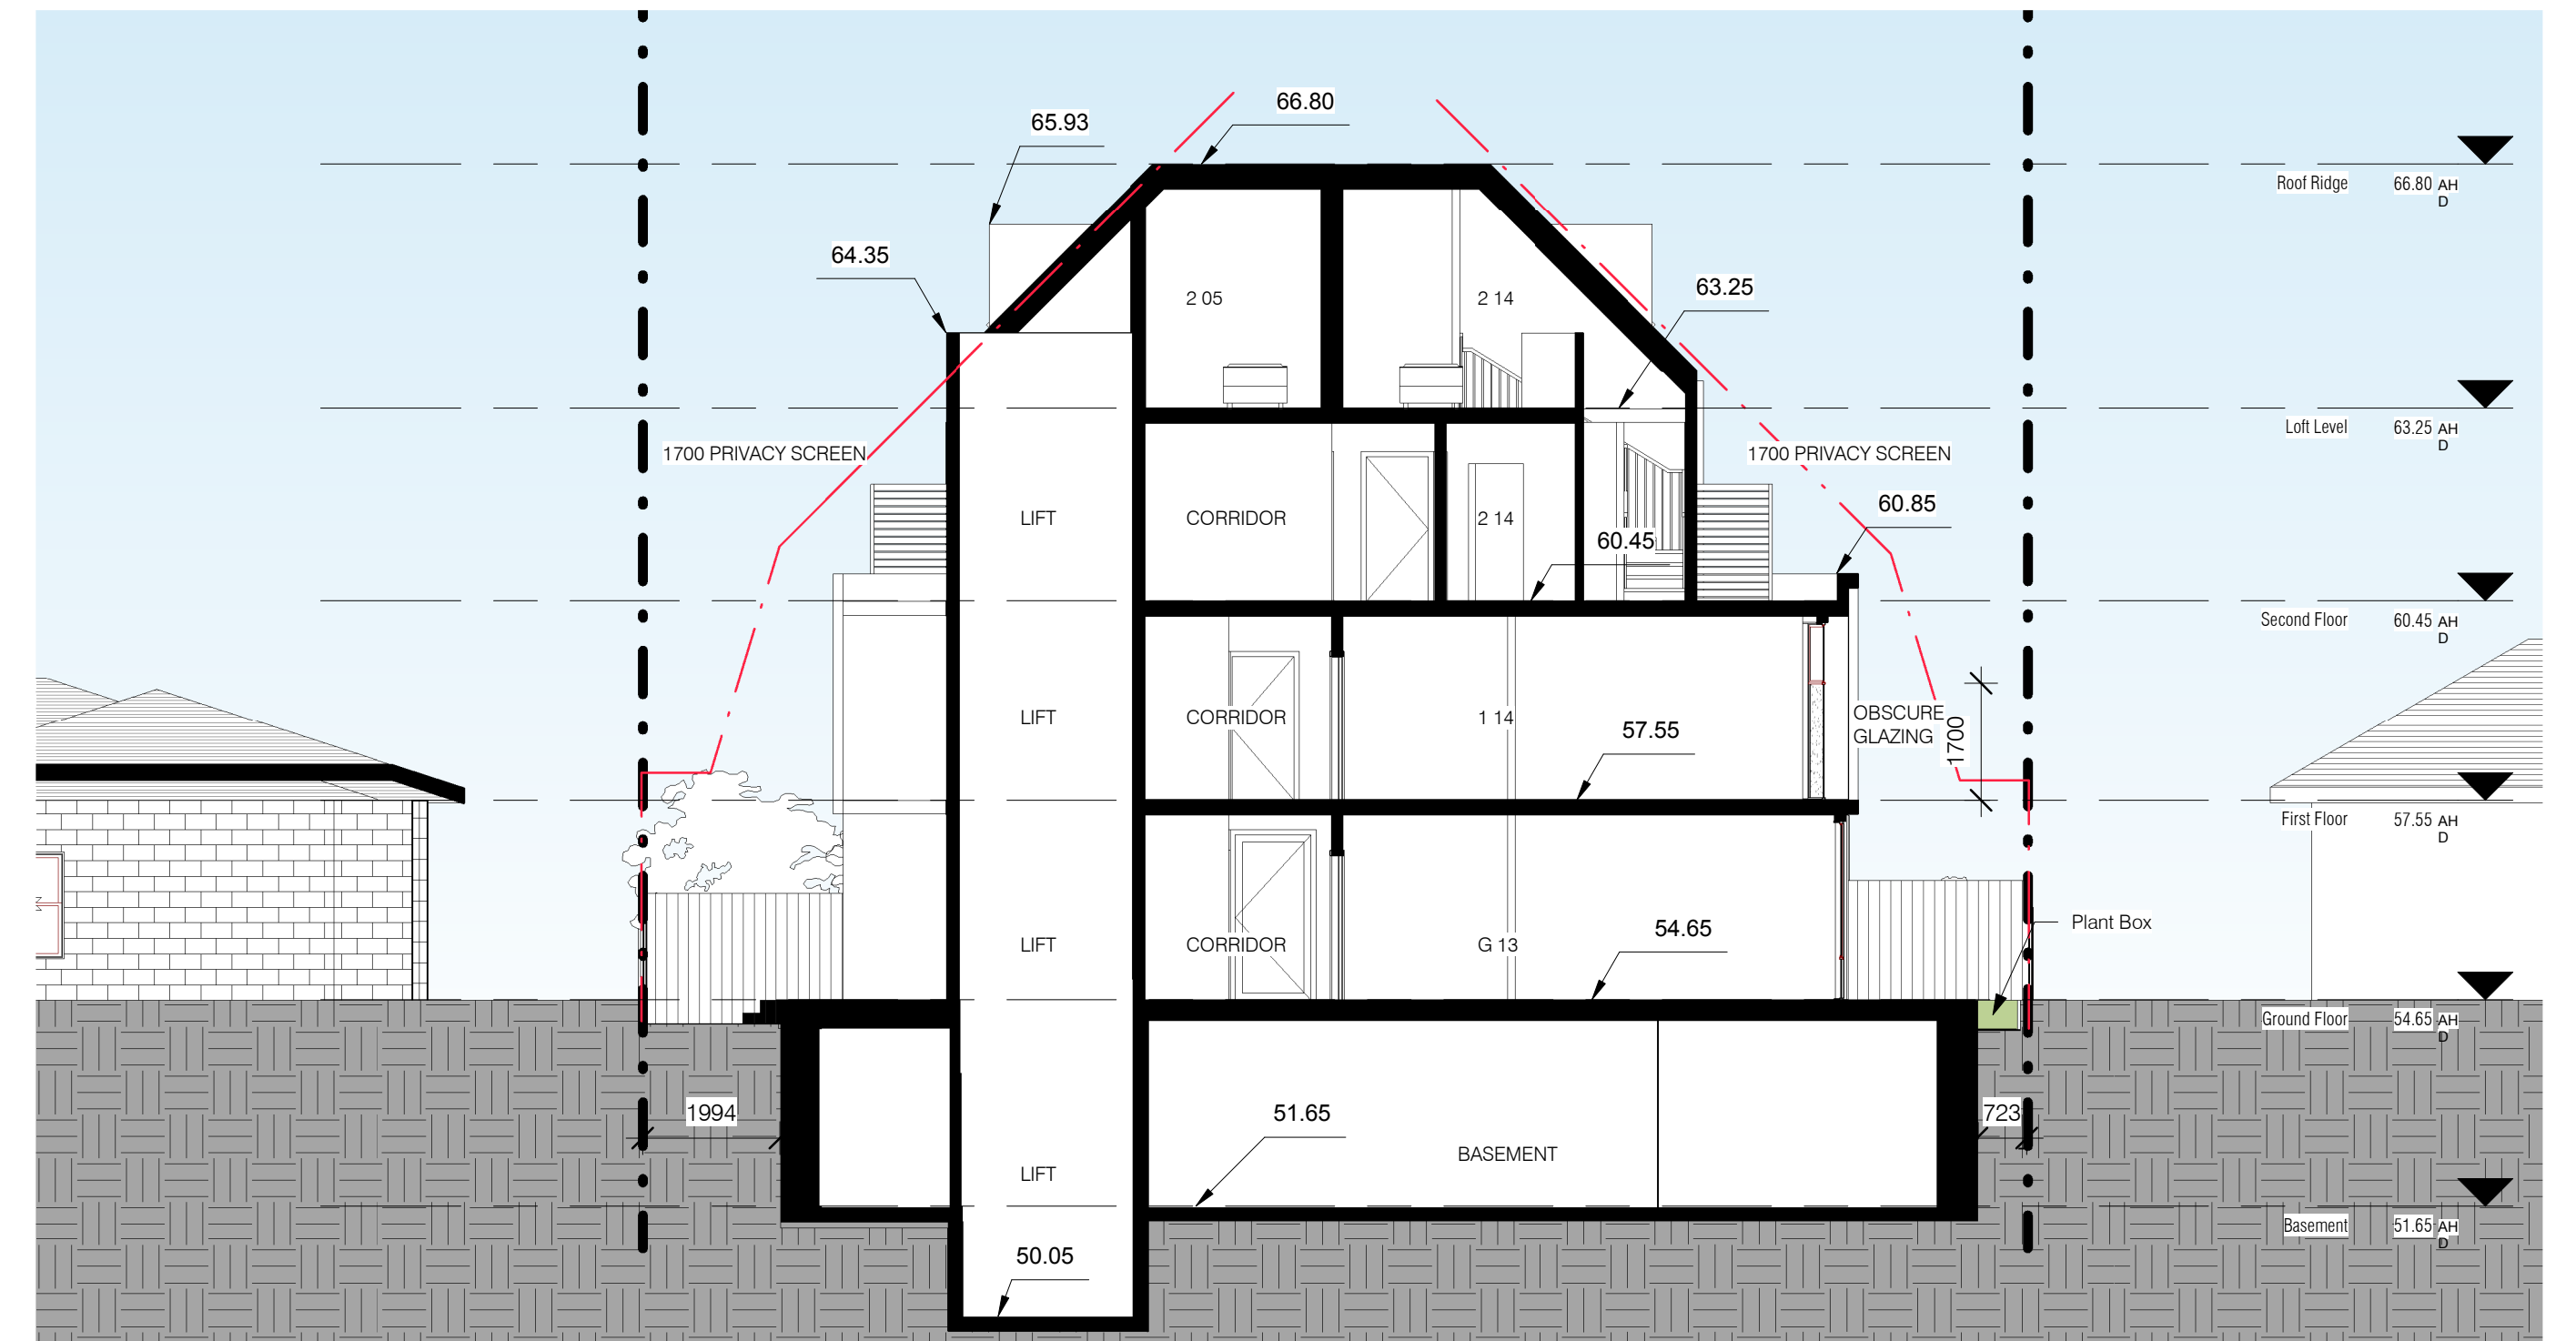 66.80
65.93
Roof Ridge 66.80 AH
D
64.35
63.25
2 05
2 14
Loft Level 63.25 AH
D
1700 PRIVACY SCREEN
1700 PRIVACY SCREEN
60.85
LIFT
CORRIDOR
2 14
60.45
Second Floor 60.45 AH
D
LIFT
CORRIDOR
1 14
57.55
OBSCURE
GLAZING
1700
First Floor 57.55 AH
D
LIFT
CORRIDOR
G 13
54.65
Plant Box
Ground Floor 54.65 AH
D
1994
723
51.65
BASEMENT
LIFT
Basement 51.65 AH
D
50.05